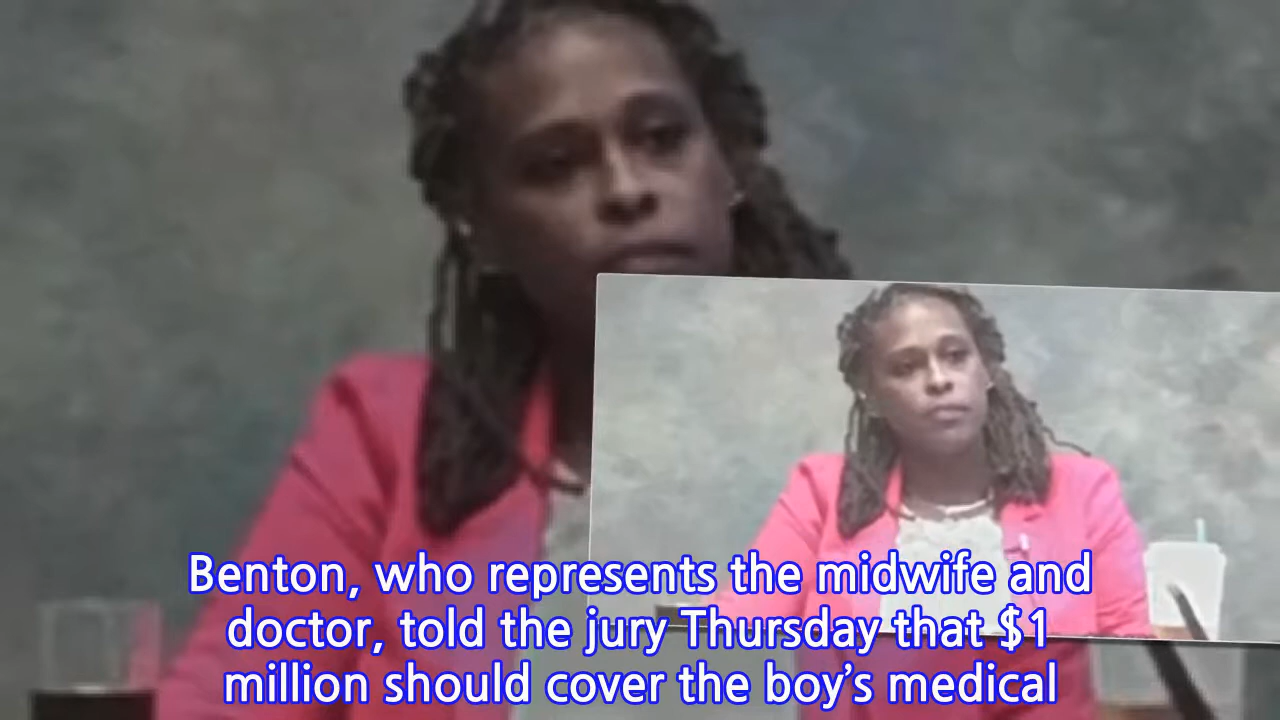 Benton, who represents the midwife and
doctor, told the jury Thursday that $1
million should cover the boy’s medical